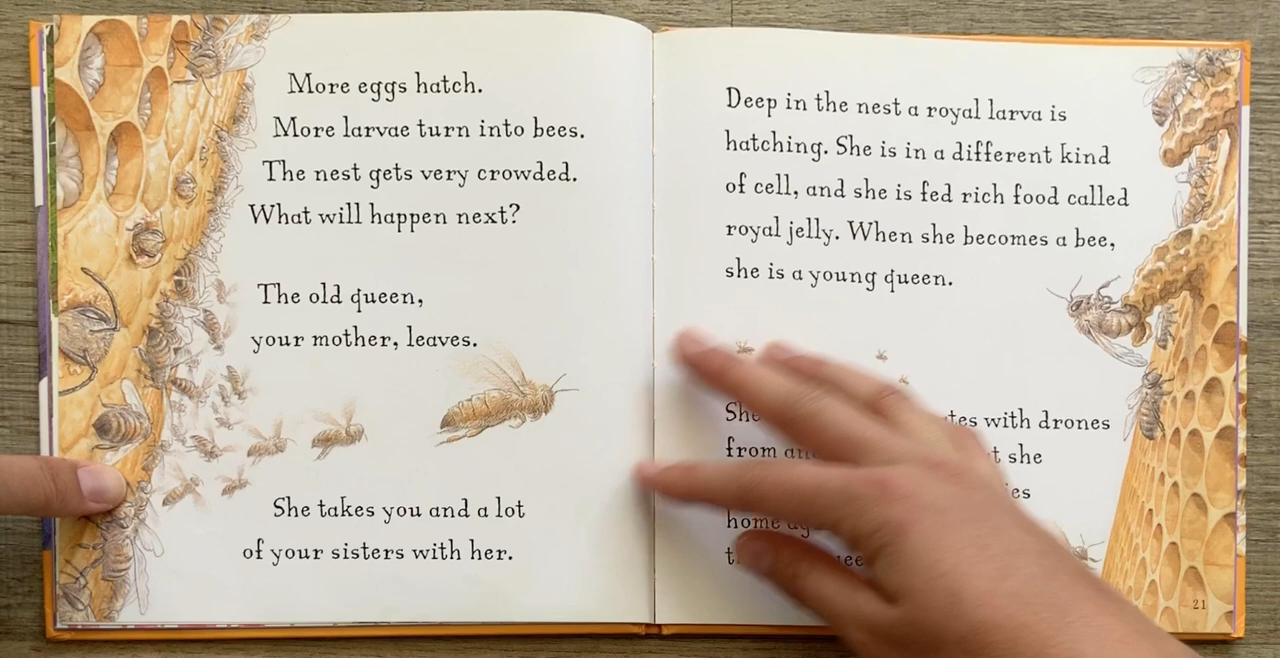 More eggs hatch.
More larvae turn into bees.
The nest gets very crowded.
What will happen next?
The old queen,
your mother, leaves.
She takes you and a lot
of your sisters with her.
Deep in the nest a royal larva is
hatching. She is in a different kind
of cell, and she is fed rich food called
royal jelly. When she becomes a bee,
she is a young queen.
She with drones
from she
home
21